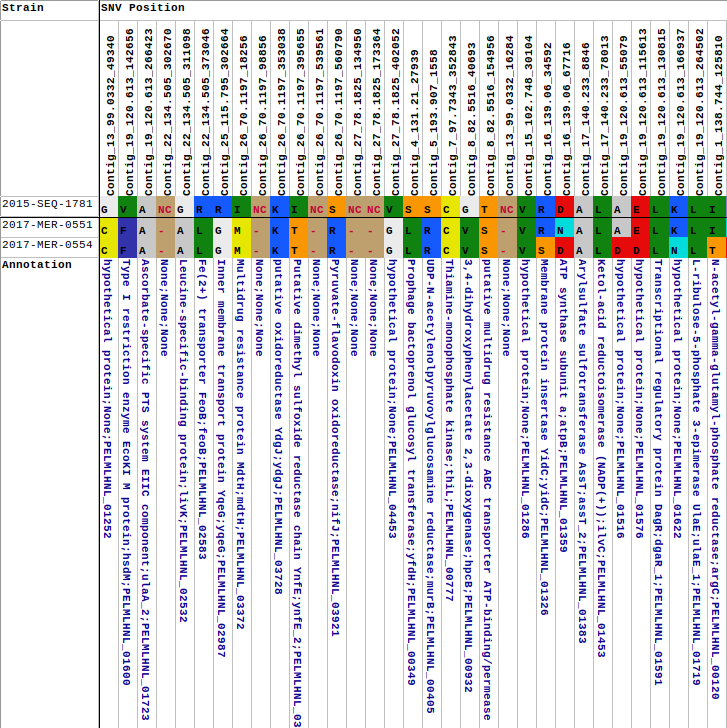 Strain
SNV Position
Contig_13_99.0332_49340
Contig_19_120.613_142656
Contig_19_120.613_266423
Contig_22_134.505_302670
Contig_22_134.505_311098
Contig_22_134.505_373046
Contig_25_115.795_302664
Contig_26_70.1197_18256
Contig_26_70.1197_98856
Contig_26_70.1197_353038
Contig_26_70.1197_395655
Contig_26_70.1197_539561
Contig_26_70.1197_560790
Contig_27_78.1825_134950
Contig_27_78.1825_173364
Contig_27_78.1825_402052
Contig_4_131.21_27939
Contig_5_193.907_1558
Contig_7_97.7243_352843
Contig_8_82.5516_40693
Contig_8_82.5516_154956
Contig_13_99.0332_16284
Contig_15_102.748_30104
Contig_16_139.06_34592
Contig_16_139.06_67716
Contig_17_140.233_8846
Contig_17_140.233_78013
Contig_19_120.613_55079
Contig_19_120.613_115613
Contig_19_120.613_130815
Contig_19_120.613_166937
Contig_19_120.613_264502
Contig_1_138.744_125810
2015-SEQ-1781 G V A NC G R R I NC K I NC S NC NC V S S C G T NC V R D A L A E L K L I
2017-MER-0551 C F A - A L G M - K T - R - - G L R C V S - V R N A L A E L K L I
2017-MER-0554 C F A - A L G M - K T - R - - G L R C V S - V S D A L D D L N L T
Annotation
hypothetical protein;None;PELMLHNL_01252
Type I restriction enzyme EcoKI M protein;hsdM;PELMLHNL_01600
Ascorbate-specific PTS system EIIC component;ulaA_2;PELMLHNL_01723
None;None;None
Leucine-specific-binding protein;livK;PELMLHNL_02532
Fe(2+) transporter FeoB;feoB;PELMLHNL_02583
Inner membrane transport protein YqeG;yqeG;PELMLHNL_02987
Multidrug resistance protein MdtH;mdtH;PELMLHNL_03372
None;None;None
putative oxidoreductase YdgJ;ydgJ;PELMLHNL_03728
Putative dimethyl sulfoxide reductase chain YnfE;ynfE_2;PELMLHNL_03
None;None;None
Pyruvate-flavodoxin oxidoreductase;nifJ;PELMLHNL_03921
None;None;None
None;None;None
hypothetical protein;None;PELMLHNL_04453
Prophage bactoprenol glucosyl transferase;yfdH;PELMLHNL_00349
UDP-N-acetylenolpyruvoylglucosamine reductase;murB;PELMLHNL_00405
Thiamine-monophosphate kinase;thiL;PELMLHNL_00777
3,4-dihydroxyphenylacetate 2,3-dioxygenase;hpcB;PELMLHNL_00932
putative multidrug resistance ABC transporter ATP-binding/permease
None;None;None
hypothetical protein;None;PELMLHNL_01286
Membrane protein insertase YidC;yidC;PELMLHNL_01326
ATP synthase subunit a;atpB;PELMLHNL_01359
Arylsulfate sulfotransferase AssT;assT_2;PELMLHNL_01383
Ketol-acid reductoisomerase (NADP(+));ilvC;PELMLHNL_01453
hypothetical protein;None;PELMLHNL_01516
hypothetical protein;None;PELMLHNL_01576
Transcriptional regulatory protein DagR;dgaR_1;PELMLHNL_01591
hypothetical protein;None;PELMLHNL_01622
L-ribulose-5-phosphate 3-epimerase UlaE;ulaE_1;PELMLHNL_01719
N-acetyl-gamma-glutamyl-phosphate reductase;argC;PELMLHNL_00120